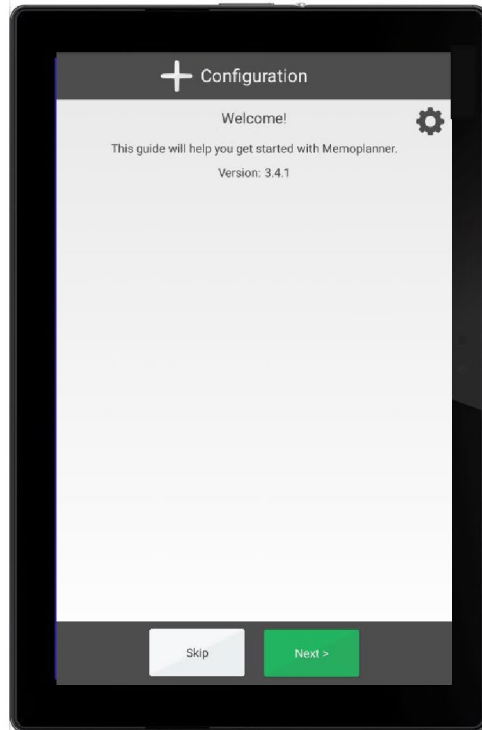 Configuration
Welcome!
This guide will help you get started with Memoplanner.
Version: 3.4.1
Skip
Next >